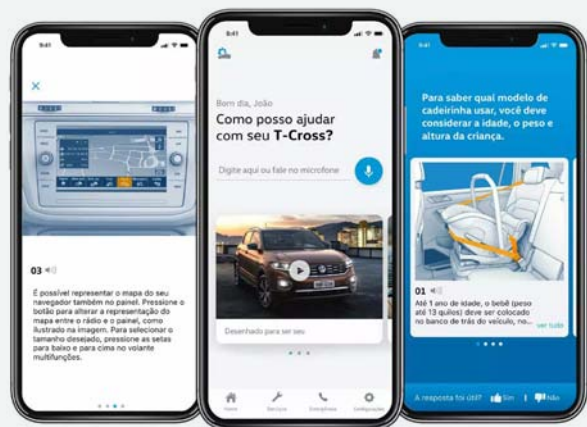 9:41
03
É possível representar o mapa do seu
navegador também no painel. Pressione o
botão para alterar a representação do
mapa entre o rádio e o painel, como
ilustrado na imagem. Para selecionar o
tamanho desejado, pressione as setas
para baixo e para cima no volante
multifunções.
9:41
Bom dia, João
Como posso ajudar
com seu T-Cross?
Digite aqui ou fale no microfone
Desenhado para ser seu
Home
Serviços
Emergência
Configurações
9:41
Para saber qual modelo de
cadeirinha usar, você deve
considerar a idade, o peso e
altura da criança.
01
Até 1 ano de idade, o bebê (peso
até 13 quilos) deve ser colocado
no banco de trás do veículo, no...
ver tudo
A resposta foi útil? Sim | Não